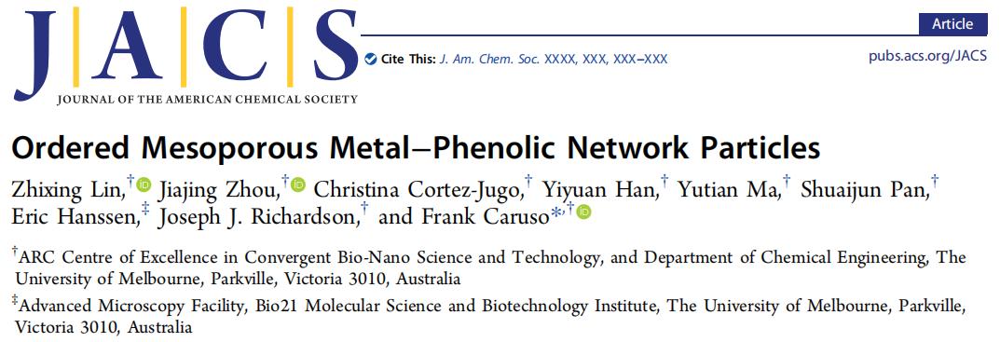 J|A|C|S
JOURNAL OF THE AMERICAN CHEMICAL SOCIETY
Article
Cite This: J. Am. Chem. Soc. XXXX, XXX, XXX−XXX
pubs.acs.org/JACS
Ordered Mesoporous Metal−Phenolic Network Particles
Zhixing Lin,† iD Jiajing Zhou,† iD Christina Cortez-Jugo,† Yiyuan Han,† Yutian Ma,† Shuaijun Pan,†
Eric Hanssen,‡ Joseph J. Richardson,† and Frank Caruso*,† iD
†ARC Centre of Excellence in Convergent Bio-Nano Science and Technology, and Department of Chemical Engineering, The
University of Melbourne, Parkville, Victoria 3010, Australia
‡Advanced Microscopy Facility, Bio21 Molecular Science and Biotechnology Institute, The University of Melbourne, Parkville,
Victoria 3010, Australia